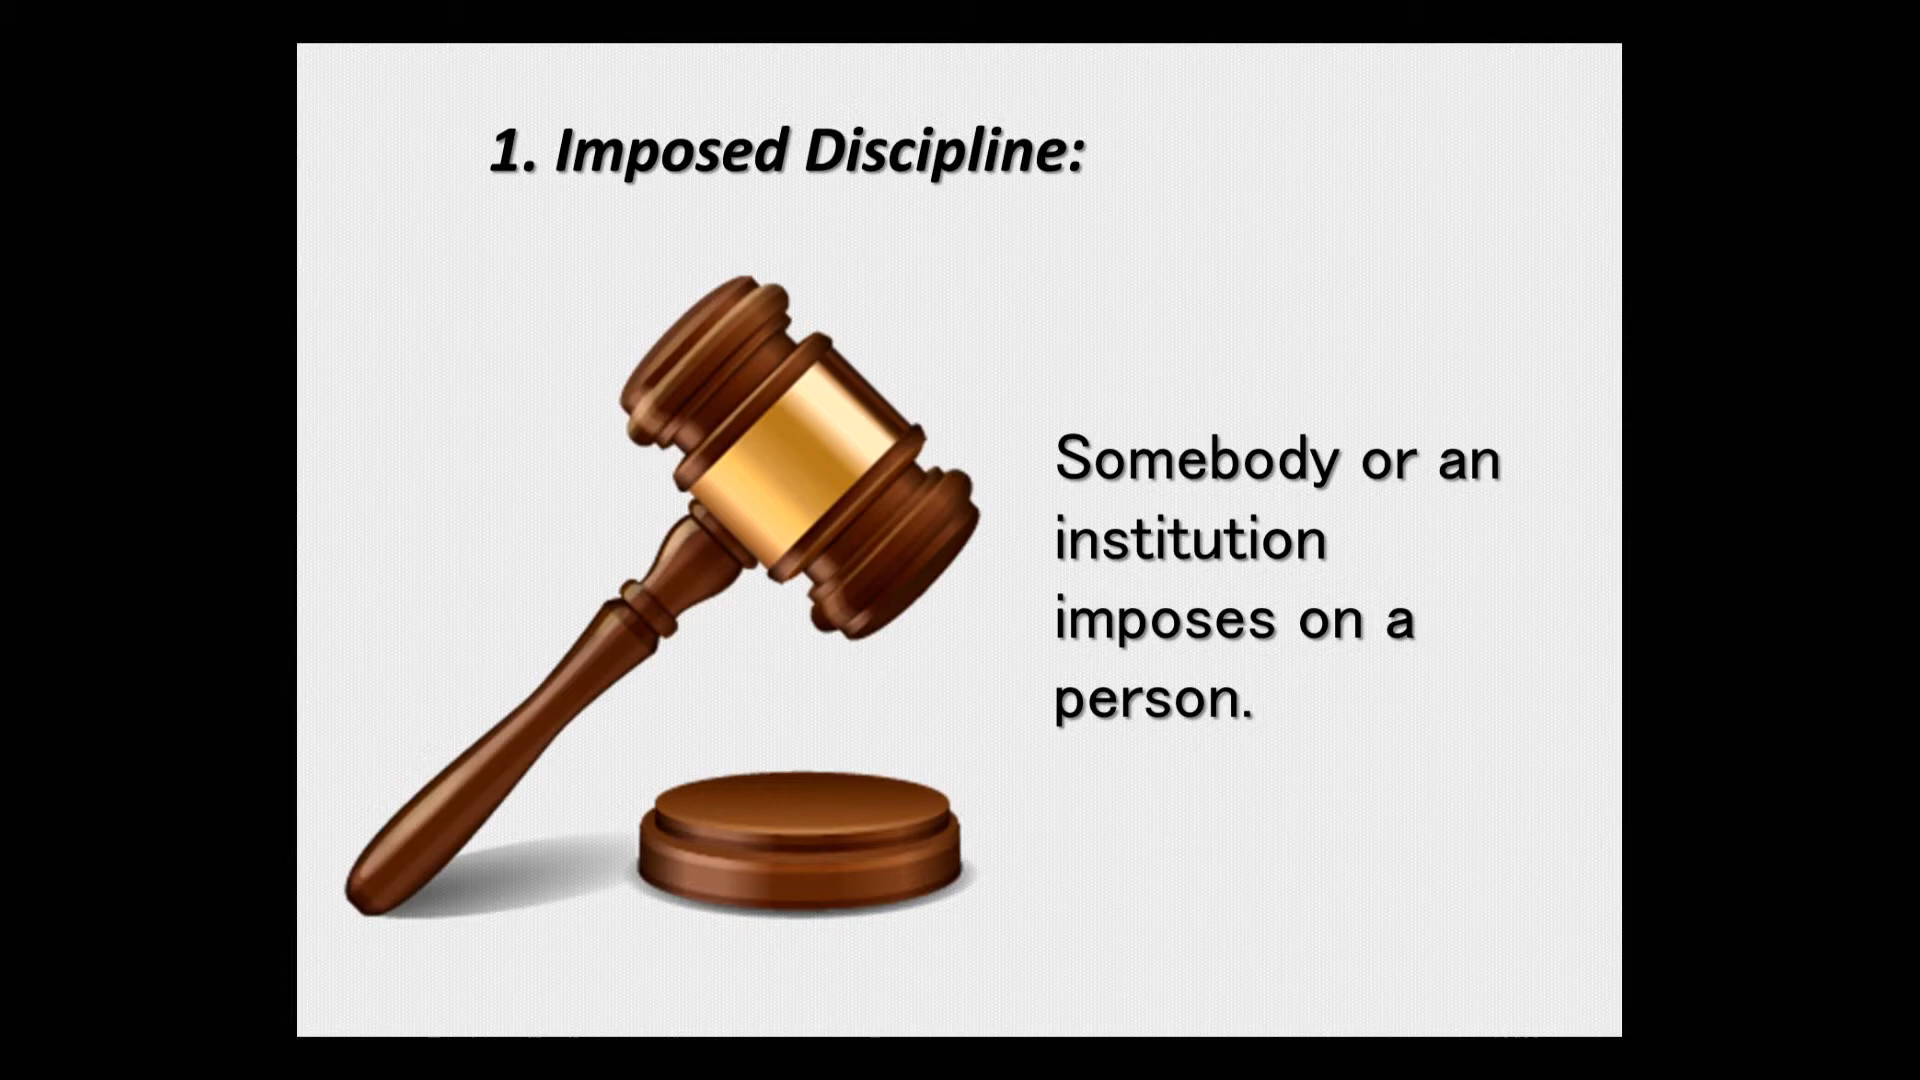 1. Imposed Discipline:
Somebody or an
institution
imposes on a
person.